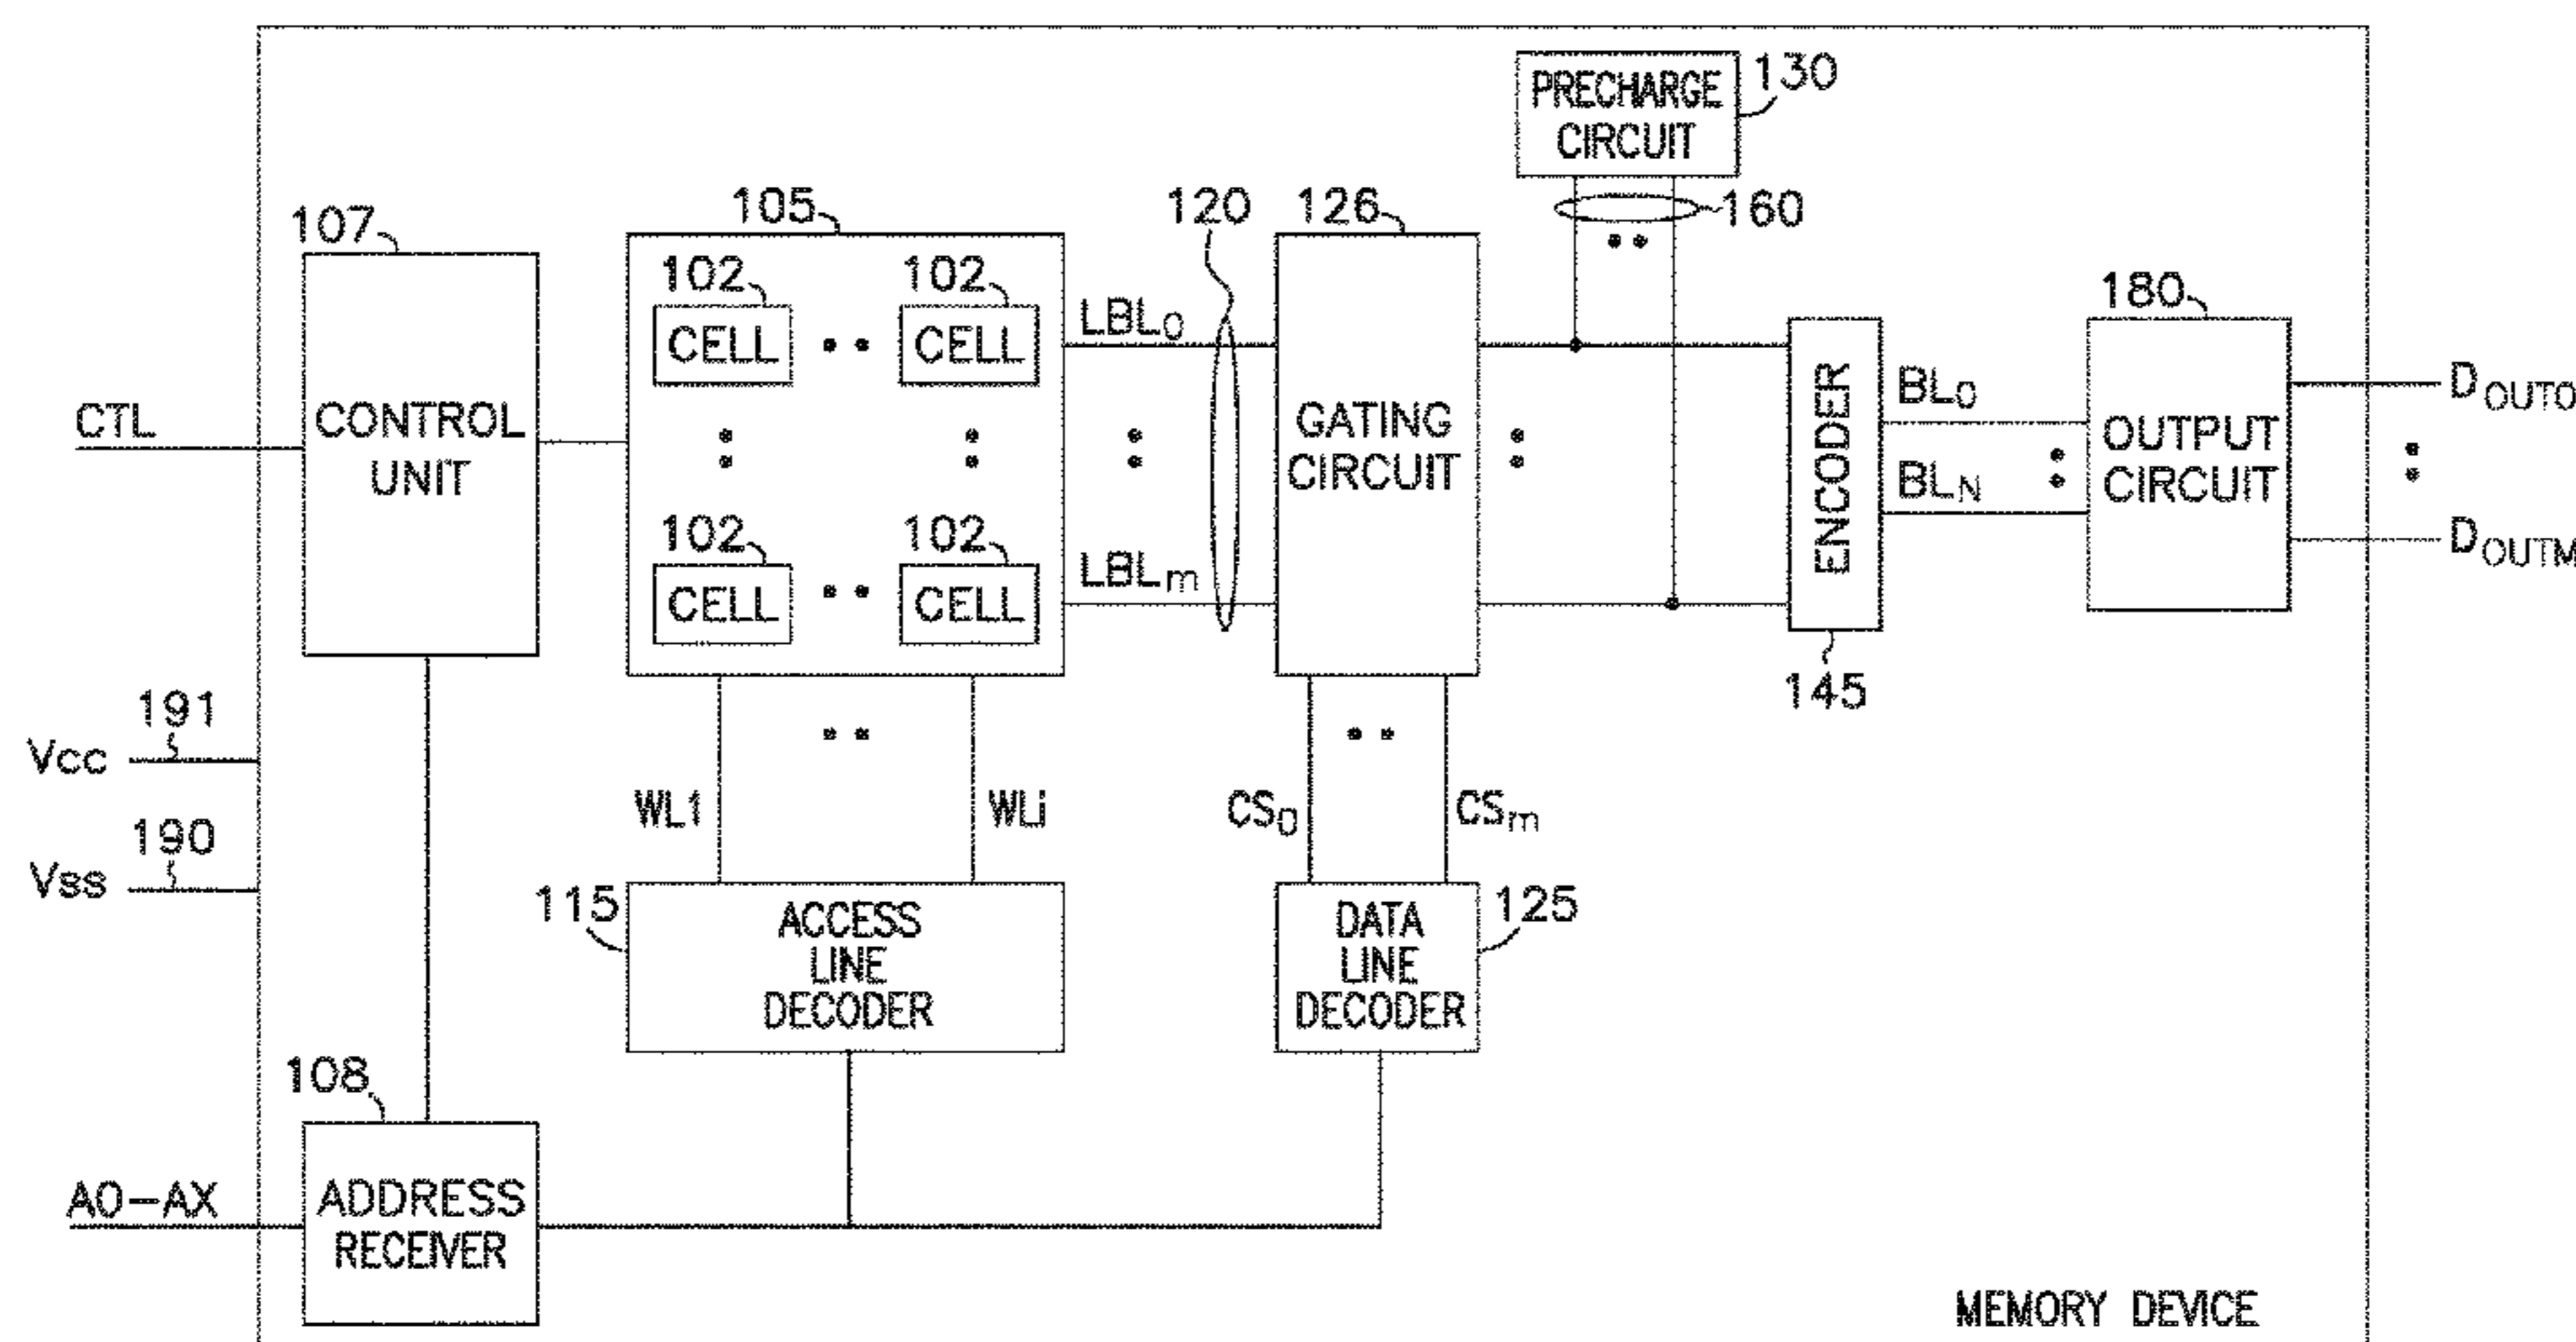 PRECHARGE
CIRCUIT
130
160
107
105
120
126
102
102
CELL
CELL
LBL0
180
CTL
CONTROL
UNIT
GATING
CIRCUIT
ENCODER
BL0
BLN
OUTPUT
CIRCUIT
DOUT0
DOUTM
102
102
CELL
CELL
LBLm
145
191
Vcc
190
Vss
WL1
WLi
CS0
CSm
115
ACCESS
LINE
DECODER
DATA
LINE
DECODER
125
108
A0-AX
ADDRESS
RECEIVER
MEMORY DEVICE